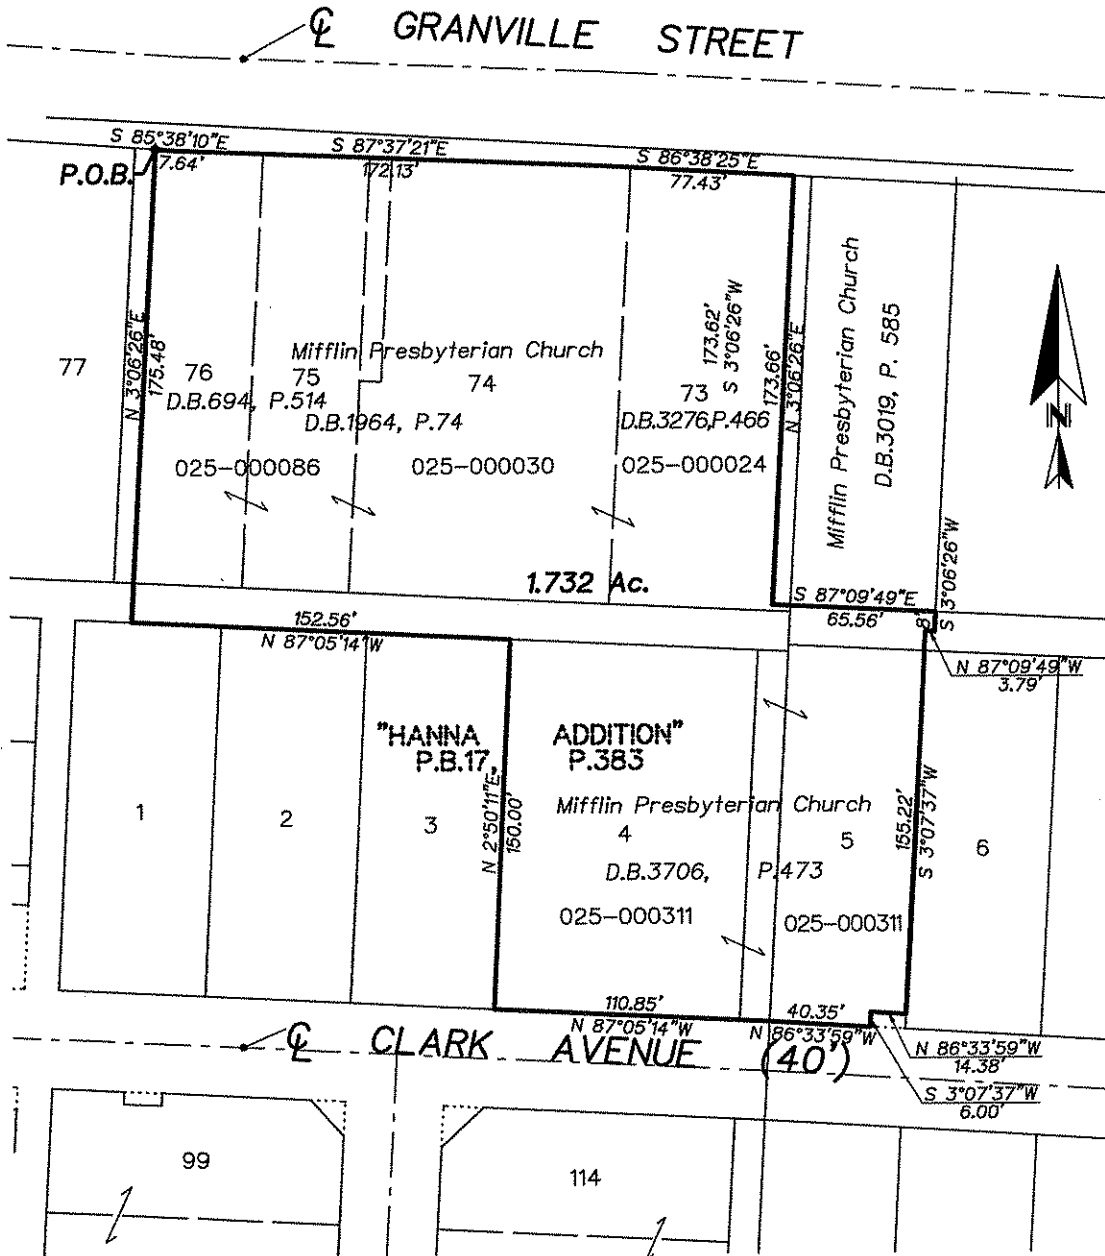 ℄ GRANVILLE STREET
S 85°38'10"E
7.64'
S 87°37'21"E
172.13'
S 86°38'25"E
77.43'
P.O.B.
N 3°06'26"E
175.48'
173.62'
S 3°06'26"W
173.66'
N 3°06'26"E
Mifflin Presbyterian Church
D.B.3019, P. 585
N
77
Mifflin Presbyterian Church
76
75
74
73
D.B.694, P.514
D.B.1964, P.74
D.B.3276,P.466
025-000086
025-000030
025-000024
1.732 Ac.
S 87°09'49"E
65.56'
8'
S 3°06'26"W
N 87°09'49"W
3.79'
152.56'
N 87°05'14"W
"HANNA ADDITION"
P.B.17, P.383
N 2°50'11"E
150.00'
Mifflin Presbyterian Church
1
2
3
4
5
6
155.22'
S 3°07'37"W
D.B.3706, P.473
025-000311
025-000311
110.85'
N 87°05'14"W
40.35'
N 86°33'59"W
℄ CLARK AVENUE (40')
N 86°33'59"W
14.38'
S 3°07'37"W
6.00'
99
114